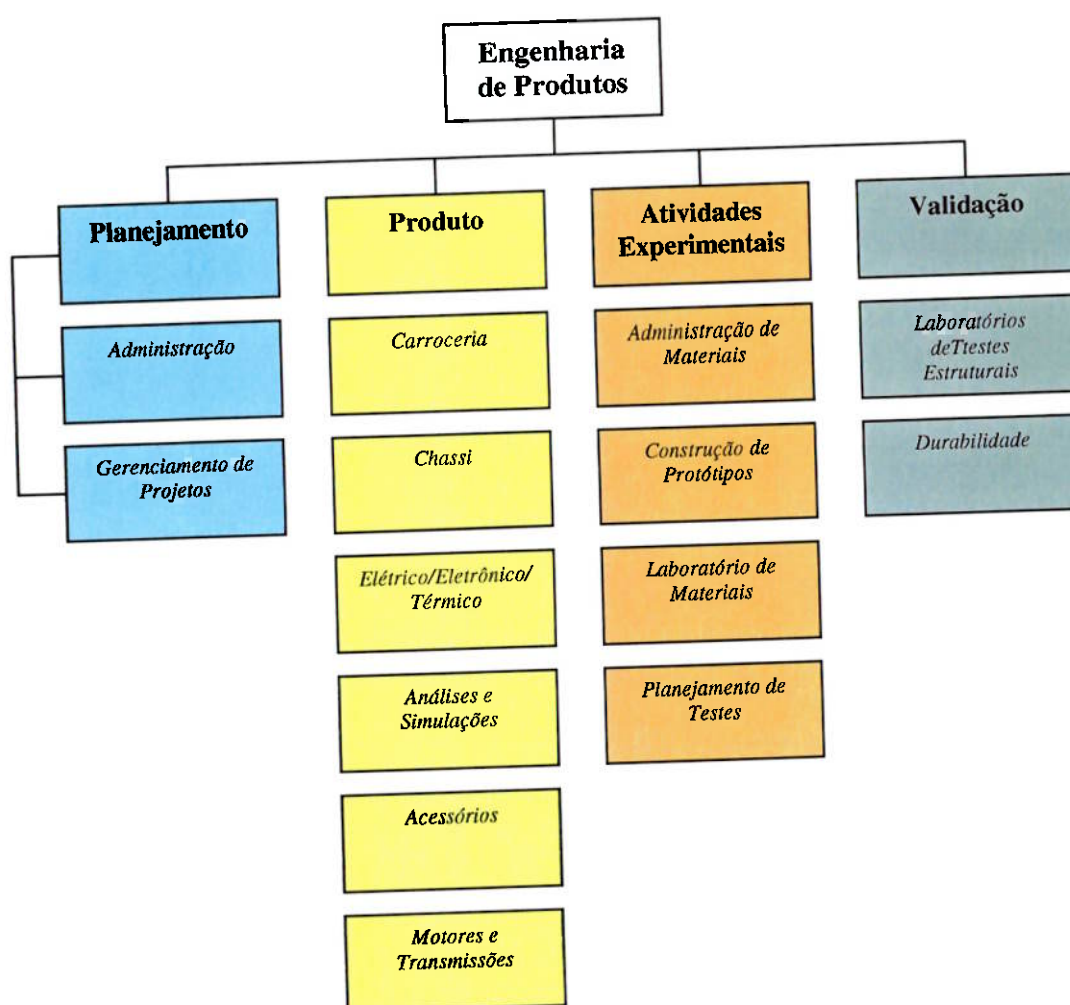 Engenharia
de Produtos
Planejamento
Administração
Gerenciamento de
Projetos
Produto
Carroceria
Chassi
Elétrico/Eletrônico/
Térmico
Análises e
Simulações
Acessórios
Motores e
Transmissões
Atividades
Experimentais
Administração de
Materiais
Construção de
Protótipos
Laboratório de
Materiais
Planejamento de
Testes
Validação
Laboratórios
deTtestes
Estruturais
Durabilidade